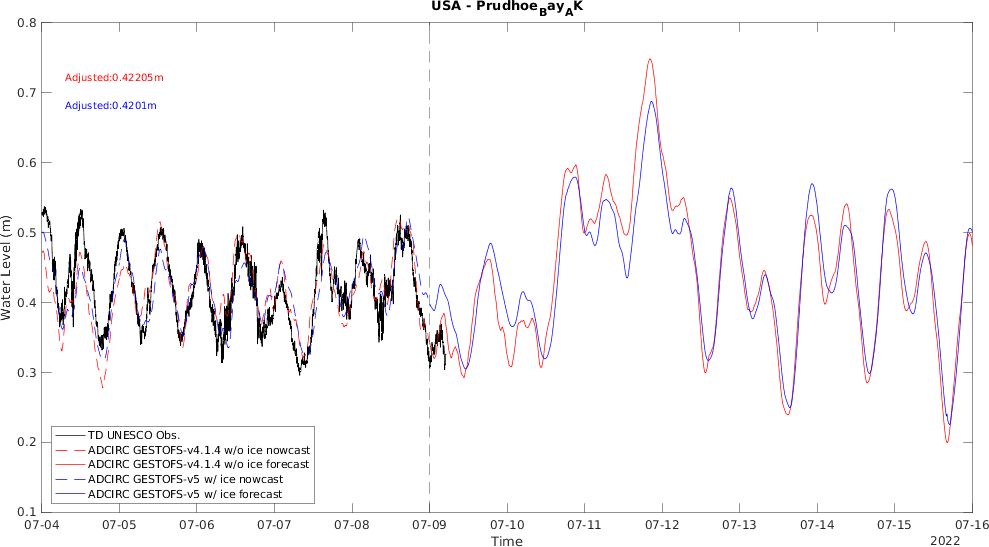 USA - Prudhoe_Bay_AK
Adjusted:0.42205m
Adjusted:0.4201m
Water Level (m)
0.8
0.7
0.6
0.5
0.4
0.3
0.2
0.1
TD UNESCO Obs.
ADCIRC GESTOFS-v4.1.4 w/o ice nowcast
ADCIRC GESTOFS-v4.1.4 w/o ice forecast
ADCIRC GESTOFS-v5 w/ ice nowcast
ADCIRC GESTOFS-v5 w/ ice forecast
07-04 07-05 07-06 07-07 07-08 07-09 07-10 07-11 07-12 07-13 07-14 07-15 07-16
Time
2022